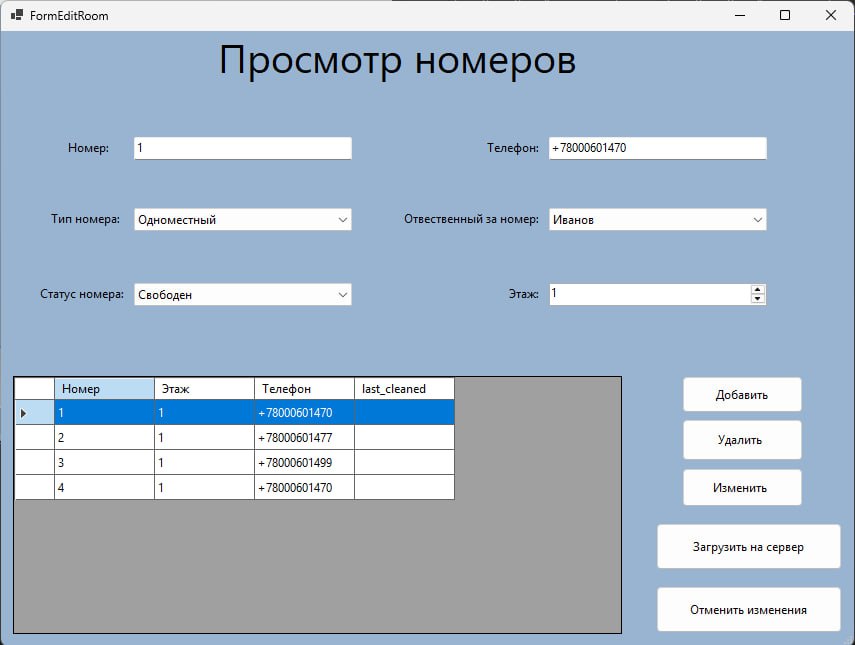 FormEditRoom
Просмотр номеров
Номер: 1 Телефон: +78000601470
Тип номера: Одноместный Отвественный за номер: Иванов
Статус номера: Свободен Этаж: 1
Номер Этаж Телефон last_cleaned
1 1 +78000601470
2 1 +78000601477
3 1 +78000601499
4 1 +78000601470
Добавить
Удалить
Изменить
Загрузить на сервер
Отменить изменения